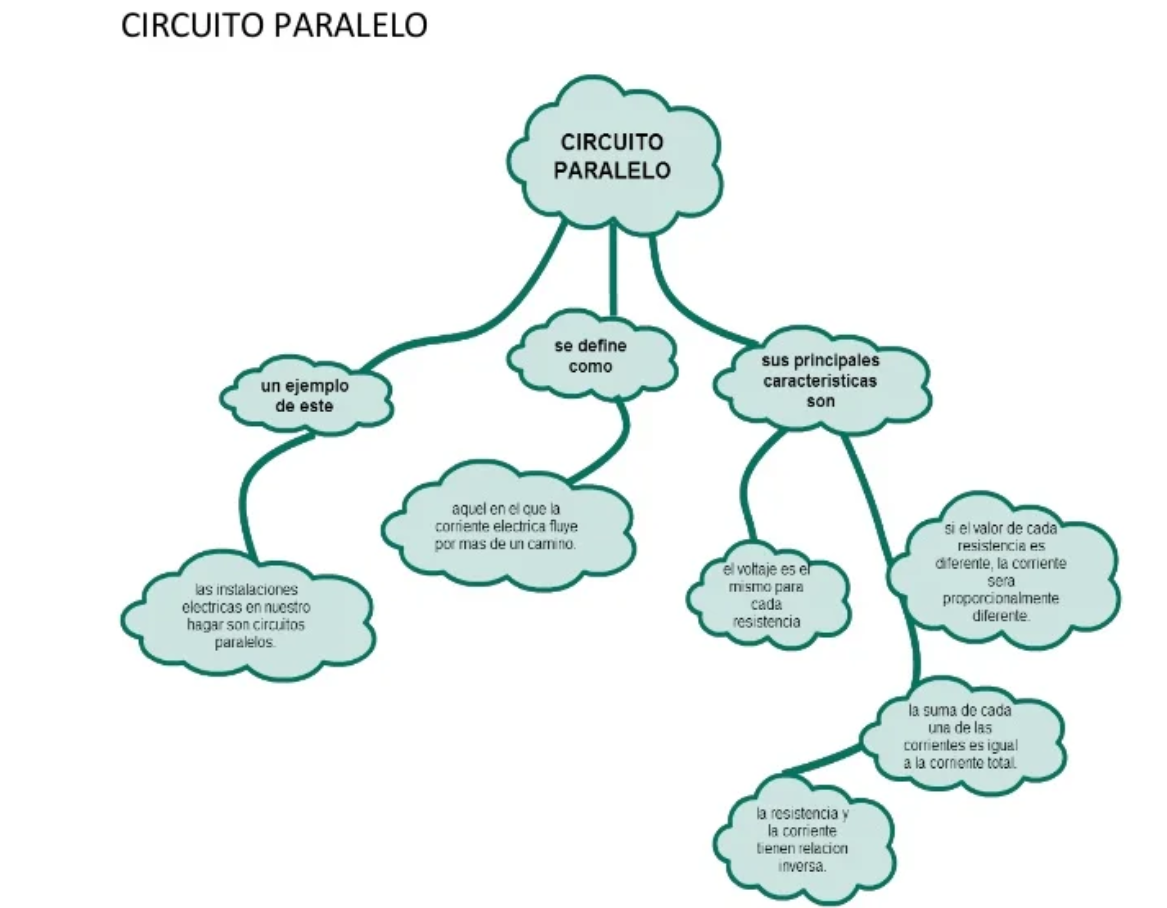 CIRCUITO PARALELO
CIRCUITO
PARALELO
un ejemplo
de este
se define
como
sus principales
caracteristicas
son
las instalaciones
electricas en nuestro
hagar son circuitos
paralelos.
aquel en el que la
corriente electrica fluye
por mas de un camino.
el voltaje es el
mismo para
cada
resistencia
si el valor de cada
resistencia es
diferente, la corriente
sera
proporcionalmente
diferente.
la suma de cada
una de las
corrientes es igual
a la corriente total.
la resistencia y
la corriente
tienen relacion
inversa.